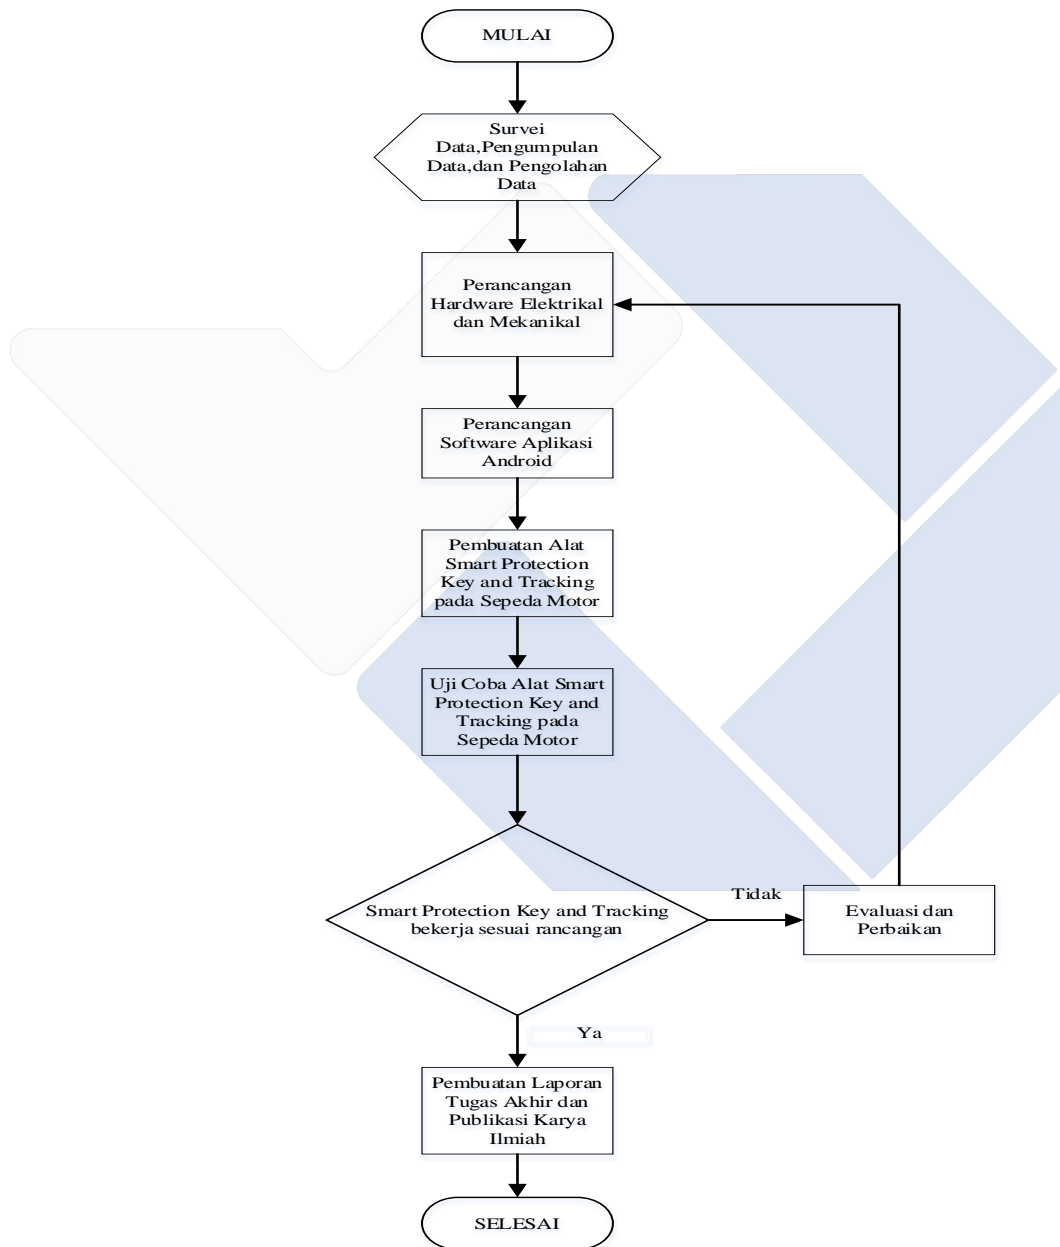 MULAI
Survei
Data,Pengumpulan
Data,dan Pengolahan
Data
Perancangan
Hardware Elektrikal
dan Mekanikal
Perancangan
Software Aplikasi
Android
Pembuatan Alat
Smart Protection
Key and Tracking
pada Sepeda Motor
Uji Coba Alat Smart
Protection Key and
Tracking pada
Sepeda Motor
Smart Protection Key and Tracking
bekerja sesuai rancangan
Tidak
Evaluasi dan
Perbaikan
Ya
Pembuatan Laporan
Tugas Akhir dan
Publikasi Karya
Ilmiah
SELESAI